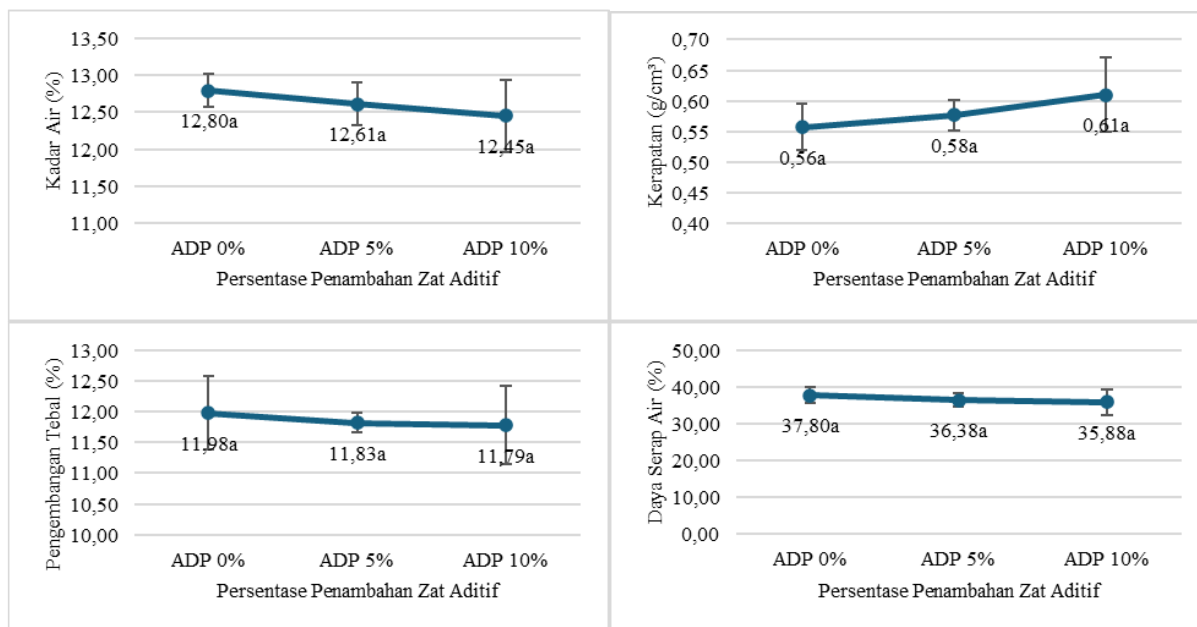 Kadar Air (%)
13,50
13,00
12,50
12,00
11,50
11,00
12,80a
12,61a
12,45a
ADP 0% ADP 5% ADP 10%
Persentase Penambahan Zat Aditif
Kerapatan (g/cm³)
0,70
0,65
0,60
0,55
0,50
0,45
0,40
0,56a
0,58a
0,61a
ADP 0% ADP 5% ADP 10%
Persentase Penambahan Zat Aditif
Pengembangan Tebal (%)
13,00
12,50
12,00
11,50
11,00
10,50
10,00
11,98a
11,83a
11,79a
ADP 0% ADP 5% ADP 10%
Persentase Penambahan Zat Aditif
Daya Serap Air (%)
50,00
40,00
30,00
20,00
10,00
0,00
37,80a
36,38a
35,88a
ADP 0% ADP 5% ADP 10%
Persentase Penambahan Zat Aditif